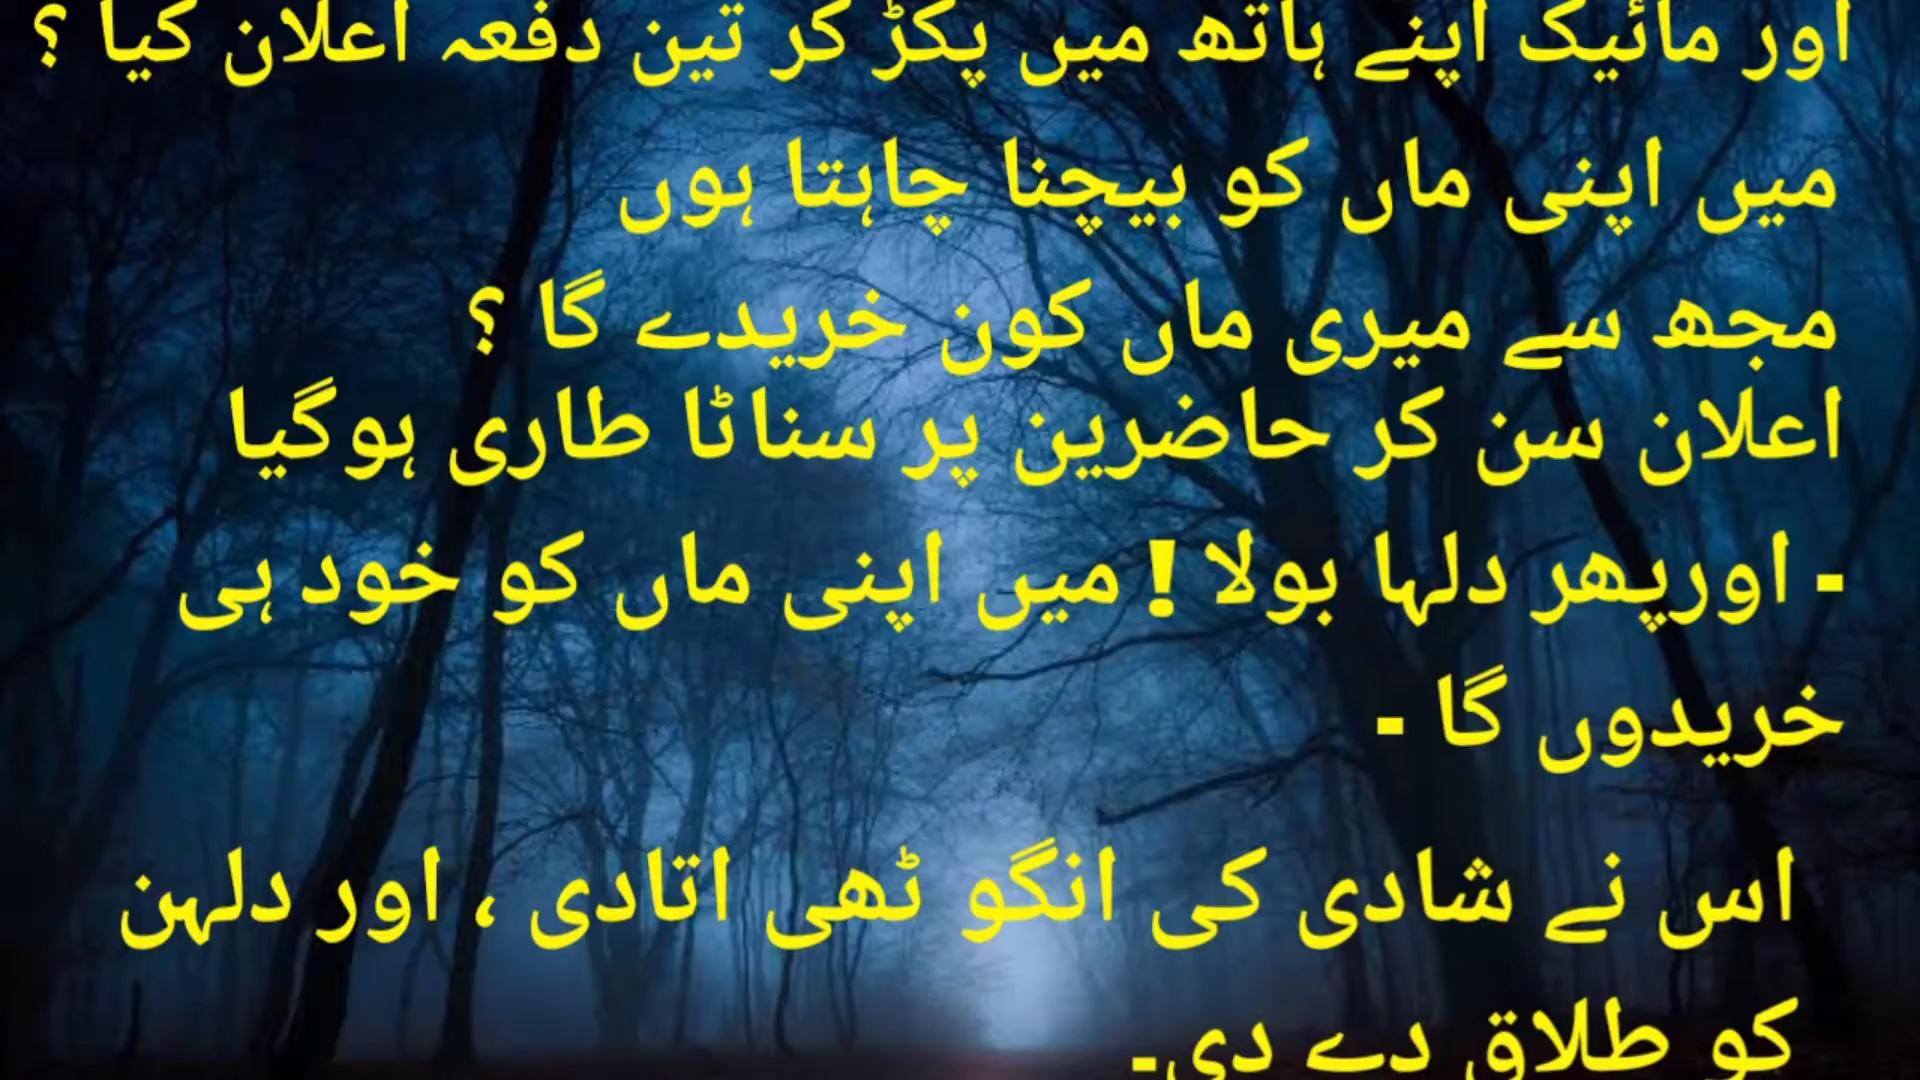 اور مائیک اپنے ہاتھ میں پکڑ کر تین دفعہ اعلان کیا ؟
میں اپنی ماں کو بیچنا چاہتا ہوں
مجھ سے میری ماں کون خریدے گا ؟
اعلان سن کر حاضرین پر سناٹا طاری ہوگیا
- اورپھر دلہا بولا ! میں اپنی ماں کو خود ہی
خریدوں گا -
اس نے شادی کی انگو ٹھی اتادی ، اور دلہن
کو طلاق دے دی-